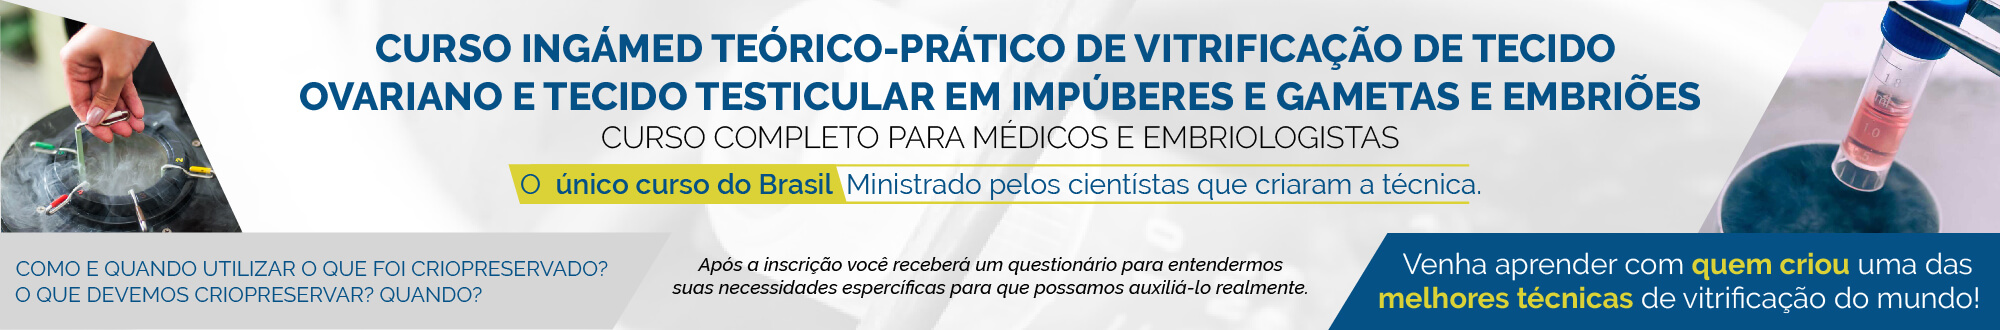 CURSO INGÁMED TEÓRICO-PRÁTICO DE VITRIFICAÇÃO DE TECIDO
OVARIANO E TECIDO TESTICULAR EM IMPÚBERES E GAMETAS E EMBRIÕES
CURSO COMPLETO PARA MÉDICOS E EMBRIOLOGISTAS
O único curso do Brasil Ministrado pelos cientístas que criaram a técnica.
COMO E QUANDO UTILIZAR O QUE FOI CRIOPRESERVADO?
O QUE DEVEMOS CRIOPRESERVAR? QUANDO?
Após a inscrição você receberá um questionário para entendermos
suas necessidades espercíficas para que possamos auxiliá-lo realmente.
Venha aprender com quem criou uma das
melhores técnicas de vitrificação do mundo!
2
1.0